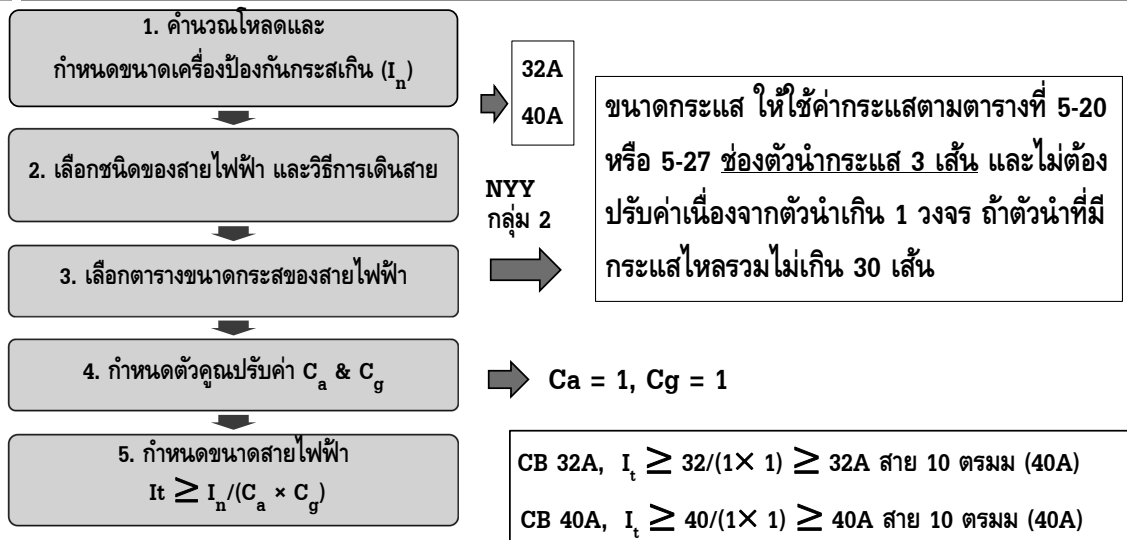 1. คำนวณโหลดและ
กำหนดขนาดเครื่องป้องกันกระสเกิน (I_n)
32A
40A
2. เลือกชนิดของสายไฟฟ้า และวิธีการเดินสาย
NYY
กลุ่ม 2
ขนาดกระแส ให้ใช้ค่ากระแสตามตารางที่ 5-20
หรือ 5-27 ช่องตัวนำกระแส 3 เส้น และไม่ต้อง
ปรับค่าเนื่องจากตัวนำเกิน 1 วงจร ถ้าตัวนำที่มี
กระแสไหลรวมไม่เกิน 30 เส้น
3. เลือกตารางขนาดกระสของสายไฟฟ้า
4. กำหนดตัวคูณปรับค่า C_a & C_g
Ca = 1, Cg = 1
5. กำหนดขนาดสายไฟฟ้า
It ≥ I_n/(C_a × C_g)
CB 32A, I_t ≥ 32/(1× 1) ≥ 32A สาย 10 ตรมม (40A)
CB 40A, I_t ≥ 40/(1× 1) ≥ 40A สาย 10 ตรมม (40A)